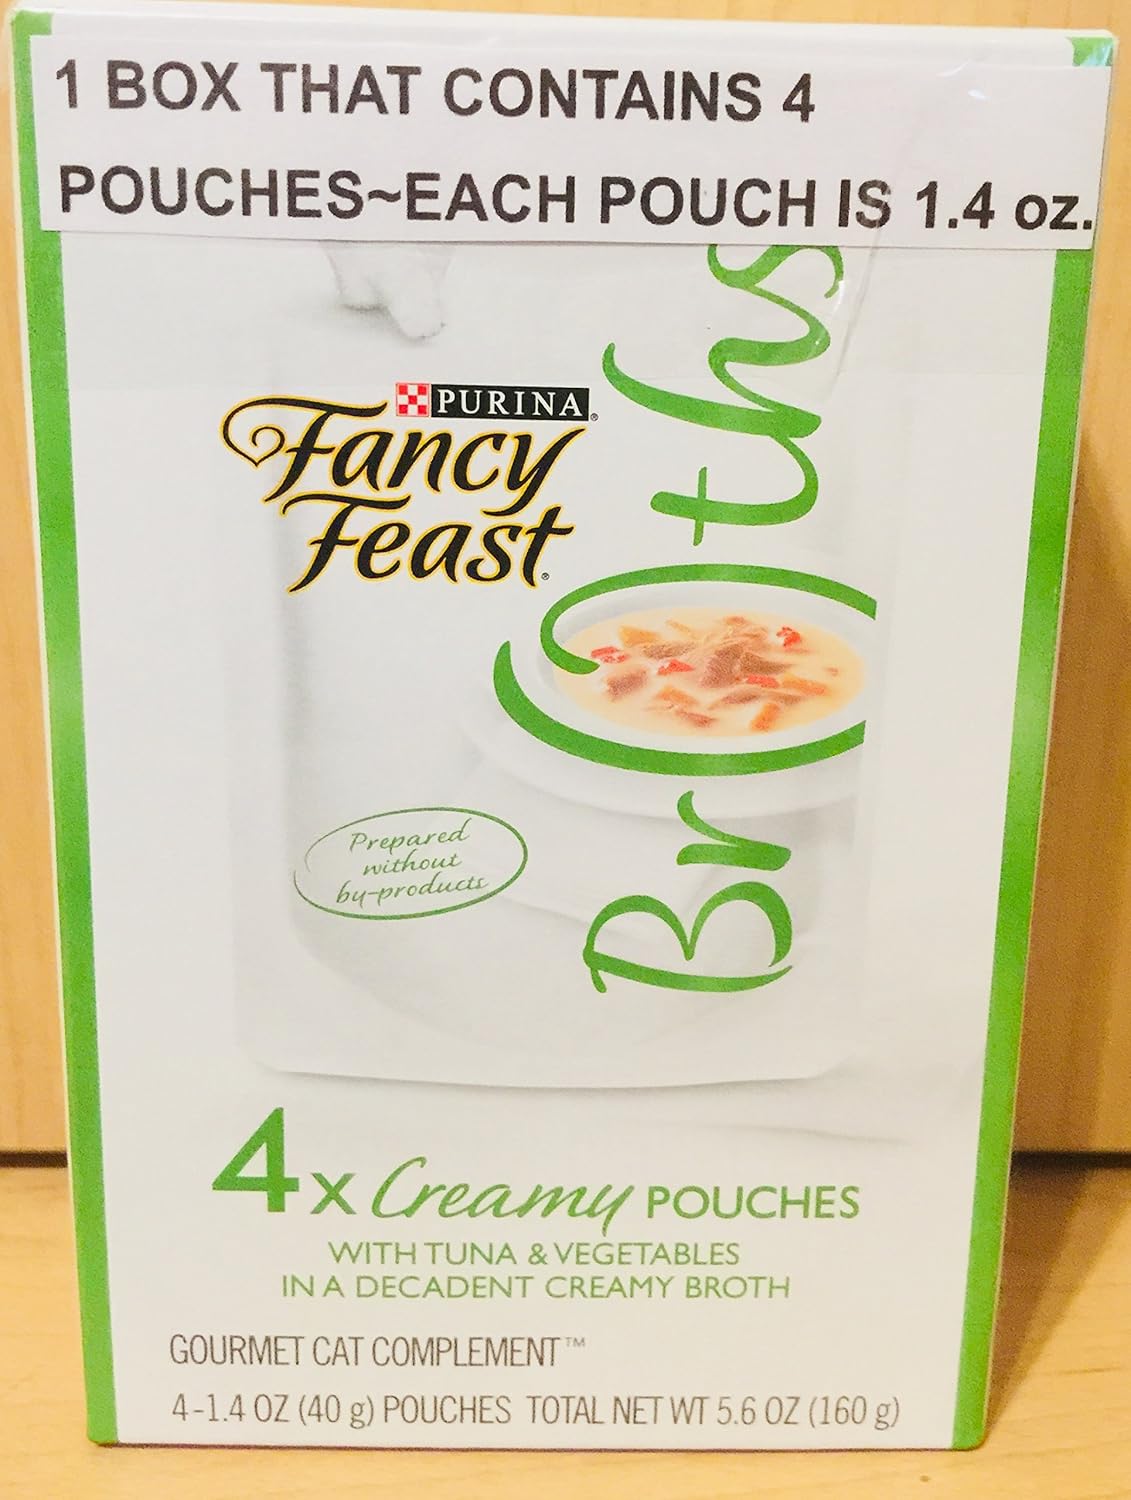 1 BOX THAT CONTAINS 4
POUCHES~EACH POUCH IS 1.4 oz.
PURINA®
Fancy
Feast®
Broths
Prepared
without
by-products
4 x Creamy POUCHES
WITH TUNA & VEGETABLES
IN A DECADENT CREAMY BROTH
GOURMET CAT COMPLEMENT™
4-1.4 OZ (40 g) POUCHES TOTAL NET WT 5.6 OZ (160 g)